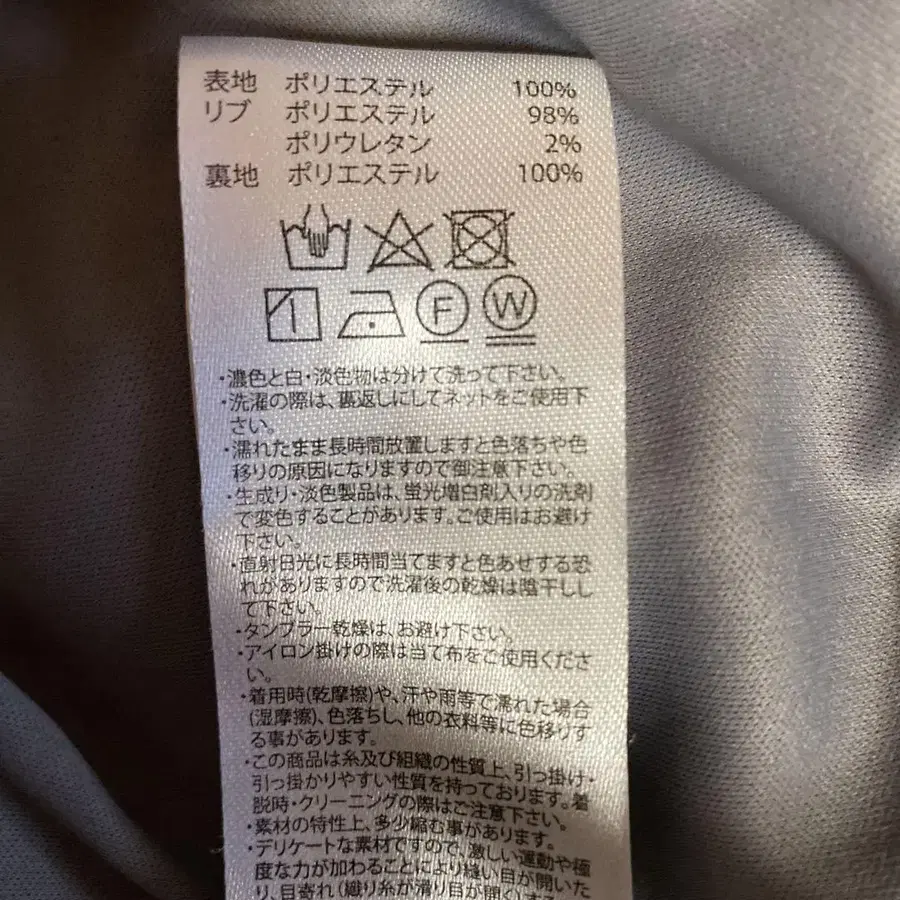 表地 ポリエステル 100%
リブ ポリエステル 98%
ポリウレタン 2%
裏地 ポリエステル 100%
F W
・濃色と白・淡色物は分けて洗って下さい。
・洗濯の際は、裏返しにしてネットをご使用下
さい。
・濡れたまま長時間放置しますと色落ちや色
移りの原因になりますので御注意下さい。
・生成り・淡色製品は、蛍光増白剤入りの洗剤
で変色することがあります。ご使用はお避け
下さい。
・直射日光に長時間当てますと色あせする恐
れがありますので洗濯後の乾燥は陰干しし
て下さい。
・タンブラー乾燥は、お避け下さい。
・アイロン掛けの際は当て布をご使用くださ
い。
・着用時(乾摩擦)や、汗や雨等で濡れた場合
(湿摩擦)、色落ちし、他の衣料等に色移りす
る事があります。
・この商品は糸及び組織の性質上、引っ掛け・
引っ掛かりやすい性質を持っております。着
脱時・クリーニングの際はご注意下さい。
・素材の特性上、多少縮む事があります。
・デリケートな素材ですので、激しい運動や極
度な力が加わることにより縫い目が開いた
り、目寄れ(織り糸が滑り目が開く)する